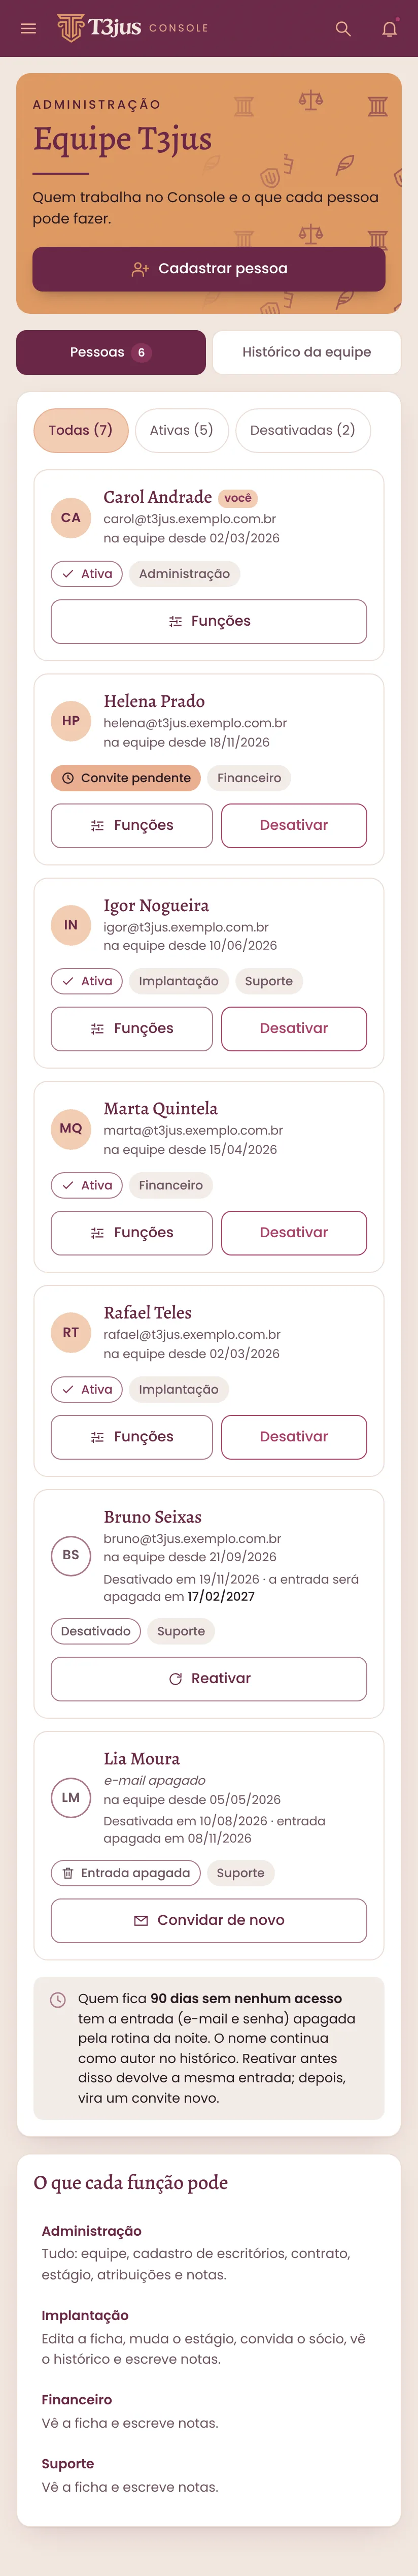 T3jus CONSOLE
ADMINISTRAÇÃO
Equipe T3jus
Quem trabalha no Console e o que cada pessoa
pode fazer.
Cadastrar pessoa
Pessoas 6
Histórico da equipe
Todas (7)
Ativas (5)
Desativadas (2)
CA
Carol Andrade você
carol@t3jus.exemplo.com.br
na equipe desde 02/03/2026
Ativa
Administração
Funções
HP
Helena Prado
helena@t3jus.exemplo.com.br
na equipe desde 18/11/2026
Convite pendente
Financeiro
Funções
Desativar
IN
Igor Nogueira
igor@t3jus.exemplo.com.br
na equipe desde 10/06/2026
Ativa
Implantação
Suporte
Funções
Desativar
MQ
Marta Quintela
marta@t3jus.exemplo.com.br
na equipe desde 15/04/2026
Ativa
Financeiro
Funções
Desativar
RT
Rafael Teles
rafael@t3jus.exemplo.com.br
na equipe desde 02/03/2026
Ativa
Implantação
Funções
Desativar
BS
Bruno Seixas
bruno@t3jus.exemplo.com.br
na equipe desde 21/09/2026
Desativado em 19/11/2026 · a entrada será
apagada em 17/02/2027
Desativado
Suporte
Reativar
LM
Lia Moura
e-mail apagado
na equipe desde 05/05/2026
Desativada em 10/08/2026 · entrada
apagada em 08/11/2026
Entrada apagada
Suporte
Convidar de novo
Quem fica 90 dias sem nenhum acesso
tem a entrada (e-mail e senha) apagada
pela rotina da noite. O nome continua
como autor no histórico. Reativar antes
disso devolve a mesma entrada; depois,
vira um convite novo.
O que cada função pode
Administração
Tudo: equipe, cadastro de escritórios, contrato,
estágio, atribuições e notas.
Implantação
Edita a ficha, muda o estágio, convida o sócio, vê
o histórico e escreve notas.
Financeiro
Vê a ficha e escreve notas.
Suporte
Vê a ficha e escreve notas.